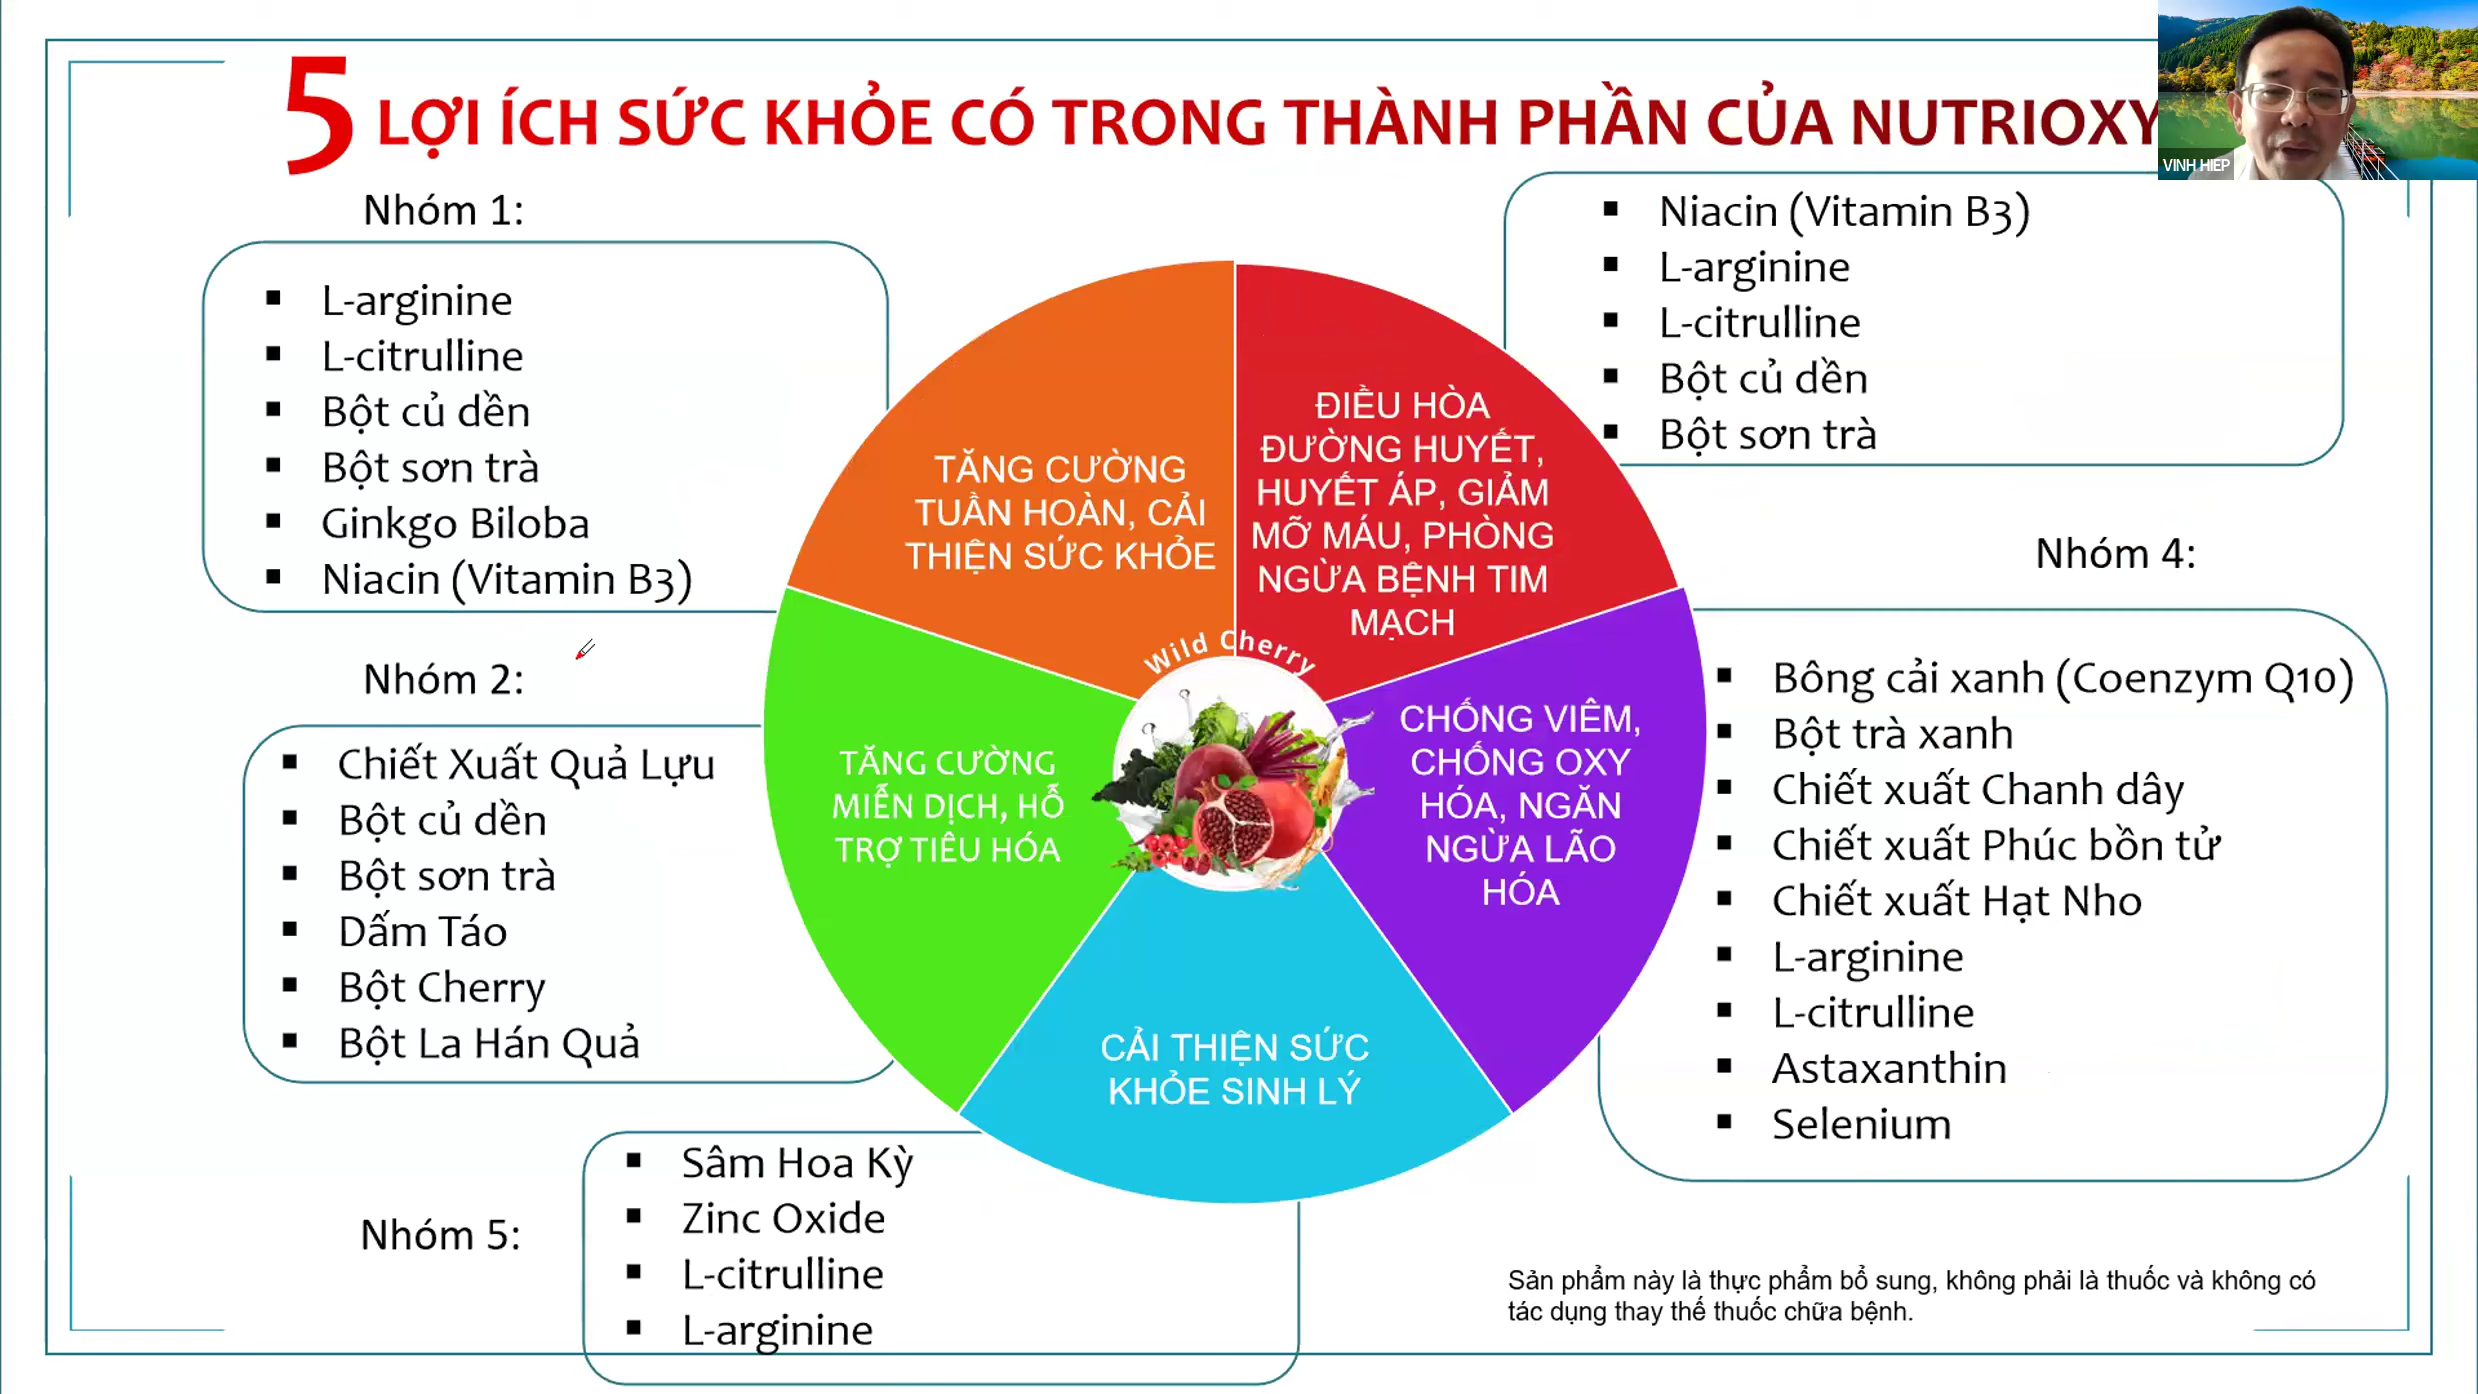 5 LỢI ÍCH SỨC KHỎE CÓ TRONG THÀNH PHẦN CỦA NUTRIOXY
VINH HIEP
Nhóm 1:
L-arginine
L-citrulline
Bột củ dền
Bột sơn trà
Ginkgo Biloba
Niacin (Vitamin B3)
Nhóm 2:
Chiết Xuất Quả Lựu
Bột củ dền
Bột sơn trà
Dấm Táo
Bột Cherry
Bột La Hán Quả
Niacin (Vitamin B3)
L-arginine
L-citrulline
Bột củ dền
Bột sơn trà
Nhóm 4:
Bông cải xanh (Coenzym Q10)
Bột trà xanh
Chiết xuất Chanh dây
Chiết xuất Phúc bồn tử
Chiết xuất Hạt Nho
L-arginine
L-citrulline
Astaxanthin
Selenium
Nhóm 5:
Sâm Hoa Kỳ
Zinc Oxide
L-citrulline
L-arginine
TĂNG CƯỜNG
TUẦN HOÀN, CẢI
THIỆN SỨC KHỎE
ĐIỀU HÒA
ĐƯỜNG HUYẾT,
HUYẾT ÁP, GIẢM
MỠ MÁU, PHÒNG
NGỪA BỆNH TIM
MẠCH
TĂNG CƯỜNG
MIỄN DỊCH, HỖ
TRỢ TIÊU HÓA
CHỐNG VIÊM,
CHỐNG OXY
HÓA, NGĂN
NGỪA LÃO
HÓA
CẢI THIỆN SỨC
KHỎE SINH LÝ
Wild Cherry
Sản phẩm này là thực phẩm bổ sung, không phải là thuốc và không có
tác dụng thay thế thuốc chữa bệnh.